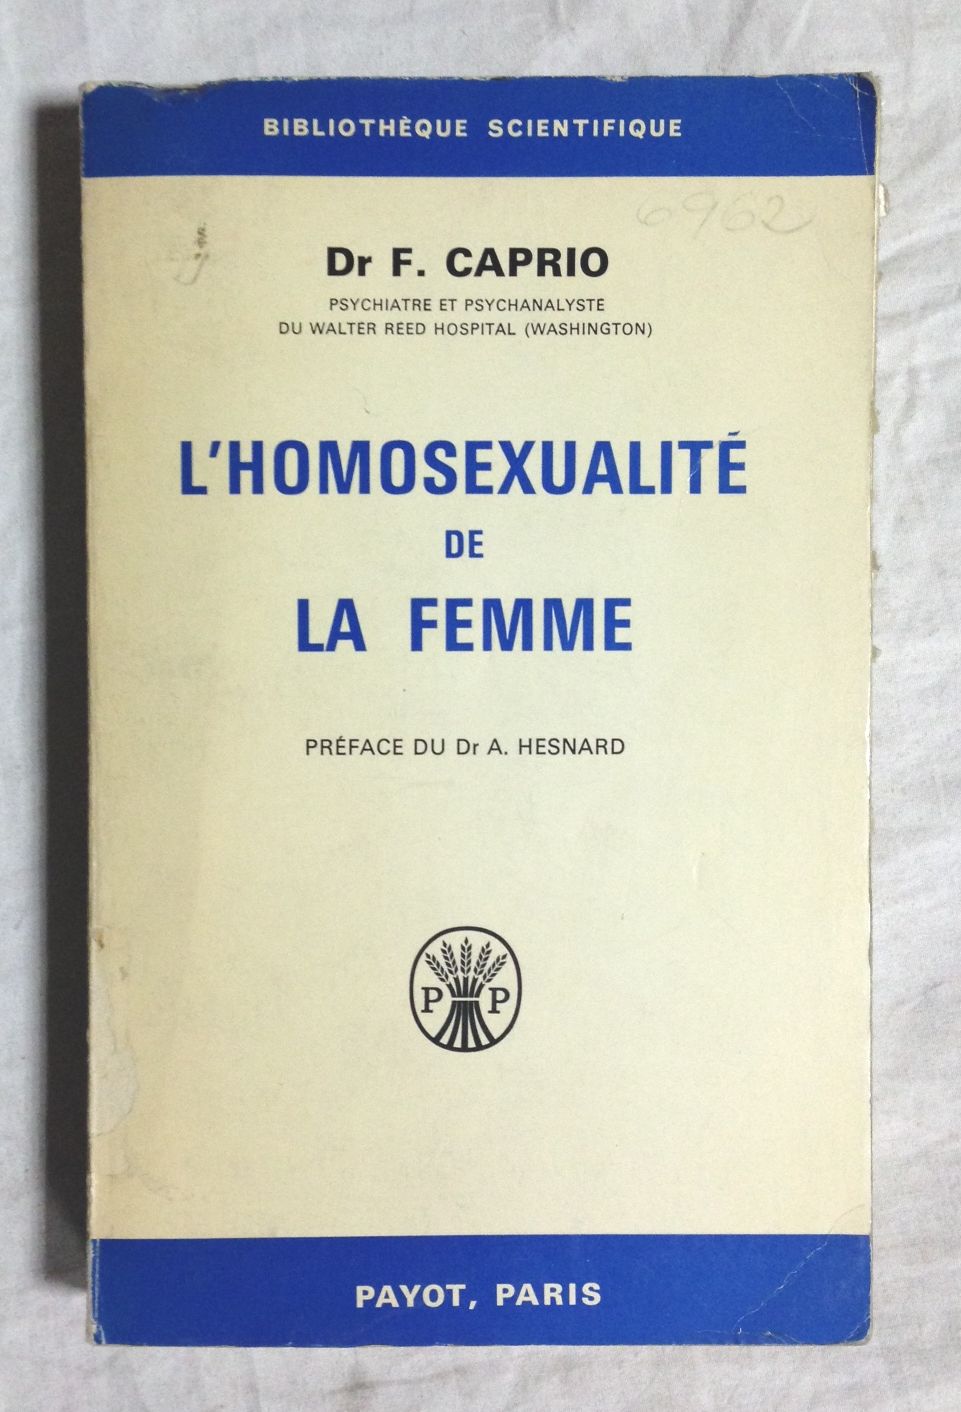 BIBLIOTHÈQUE SCIENTIFIQUE
6962
j
Dr F. CAPRIO
PSYCHIATRE ET PSYCHANALYSTE
DU WALTER REED HOSPITAL (WASHINGTON)
L'HOMOSEXUALITÉ
DE
LA FEMME
PRÉFACE DU Dr A. HESNARD
P P
PAYOT, PARIS